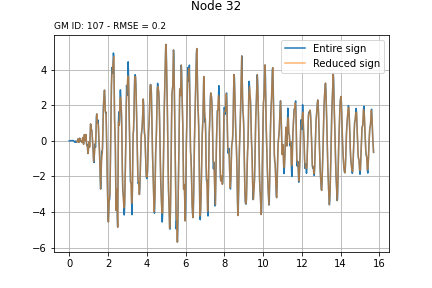 Node 32
GM ID: 107 - RMSE = 0.2
Entire sign
Reduced sign
4
2
0
−2
−4
−6
0 2 4 6 8 10 12 14 16